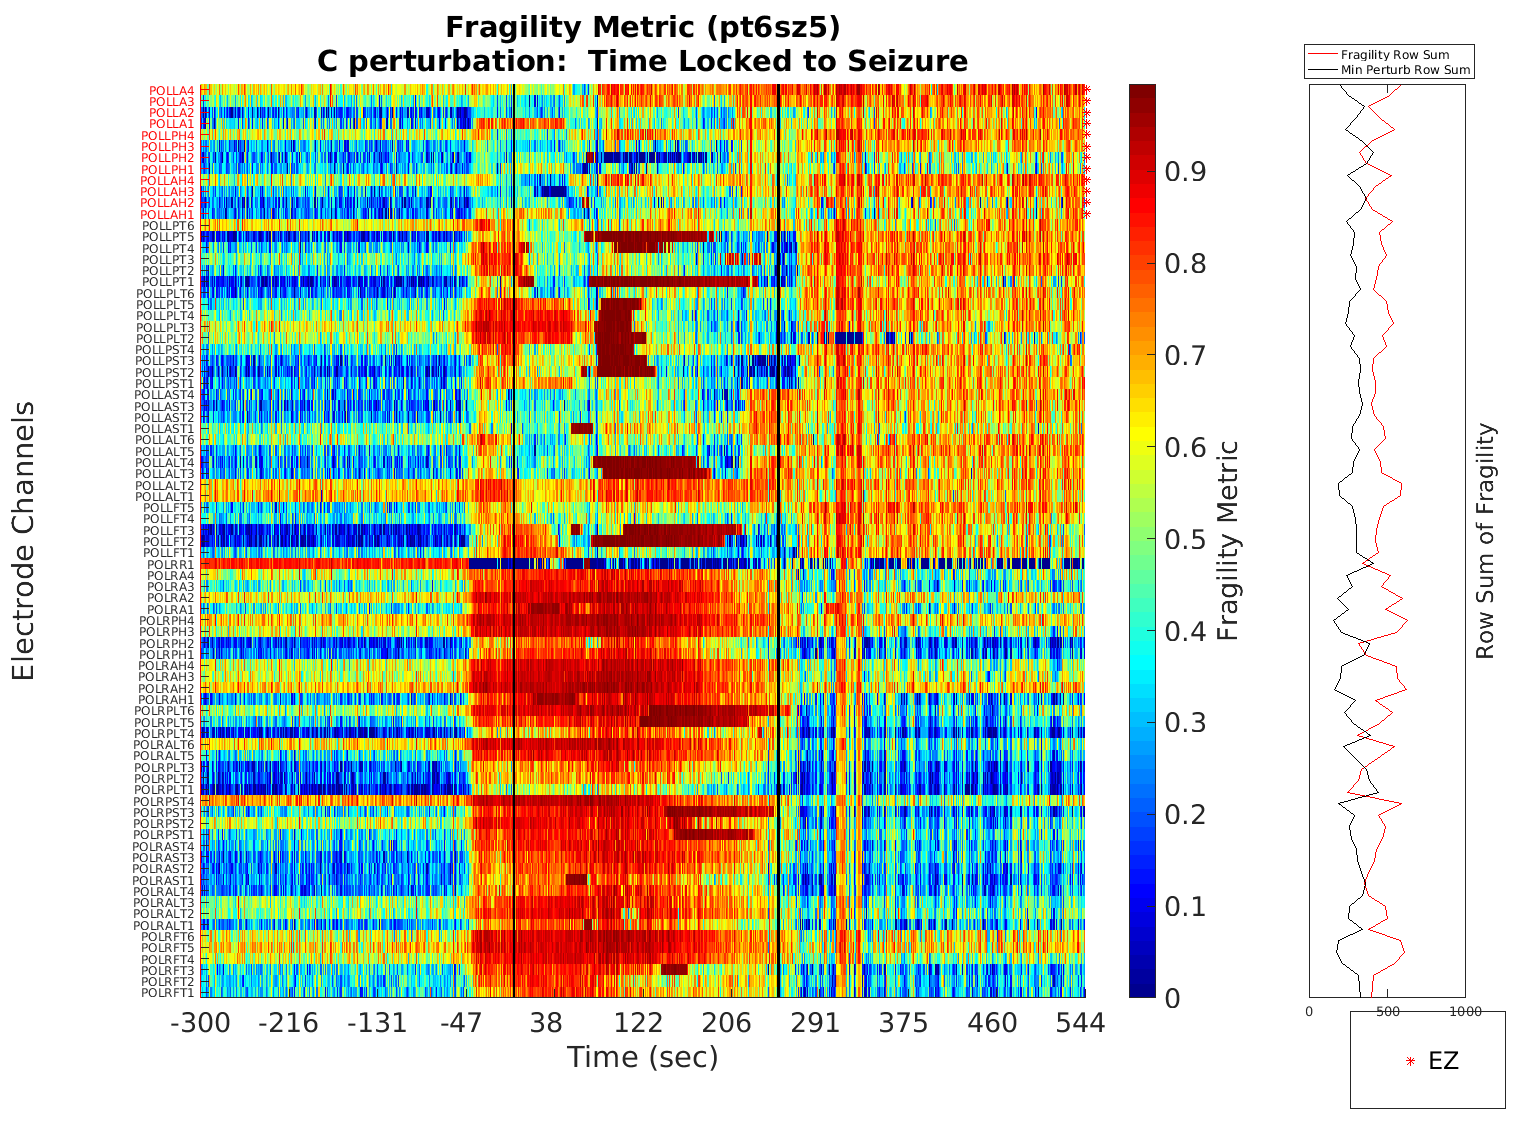 Fragility Metric (pt6sz5)
C perturbation:  Time Locked to Seizure
Electrode Channels
POLLA4
POLLA3
POLLA2
POLLA1
POLLPH4
POLLPH3
POLLPH2
POLLPH1
POLLAH4
POLLAH3
POLLAH2
POLLAH1
POLLPT6
POLLPT5
POLLPT4
POLLPT3
POLLPT2
POLLPT1
POLLPLT6
POLLPLT5
POLLPLT4
POLLPLT3
POLLPLT2
POLLPST4
POLLPST3
POLLPST2
POLLPST1
POLLAST4
POLLAST3
POLLAST2
POLLAST1
POLLALT6
POLLALT5
POLLALT4
POLLALT3
POLLALT2
POLLALT1
POLLFT5
POLLFT4
POLLFT3
POLLFT2
POLLFT1
POLRR1
POLRA4
POLRA3
POLRA2
POLRA1
POLRPH4
POLRPH3
POLRPH2
POLRPH1
POLRAH4
POLRAH3
POLRAH2
POLRAH1
POLRPLT6
POLRPLT5
POLRPLT4
POLRALT6
POLRALT5
POLRPLT3
POLRPLT2
POLRPLT1
POLRPST4
POLRPST3
POLRPST2
POLRPST1
POLRAST4
POLRAST3
POLRAST2
POLRAST1
POLRALT4
POLRALT3
POLRALT2
POLRALT1
POLRFT6
POLRFT5
POLRFT4
POLRFT3
POLRFT2
POLRFT1
-300 -216 -131 -47 38 122 206 291 375 460 544
Time (sec)
0.9
0.8
0.7
0.6
0.5
0.4
0.3
0.2
0.1
0
Fragility Metric
Fragility Row Sum
Min Perturb Row Sum
Row Sum of Fragility
0 500 1000
EZ